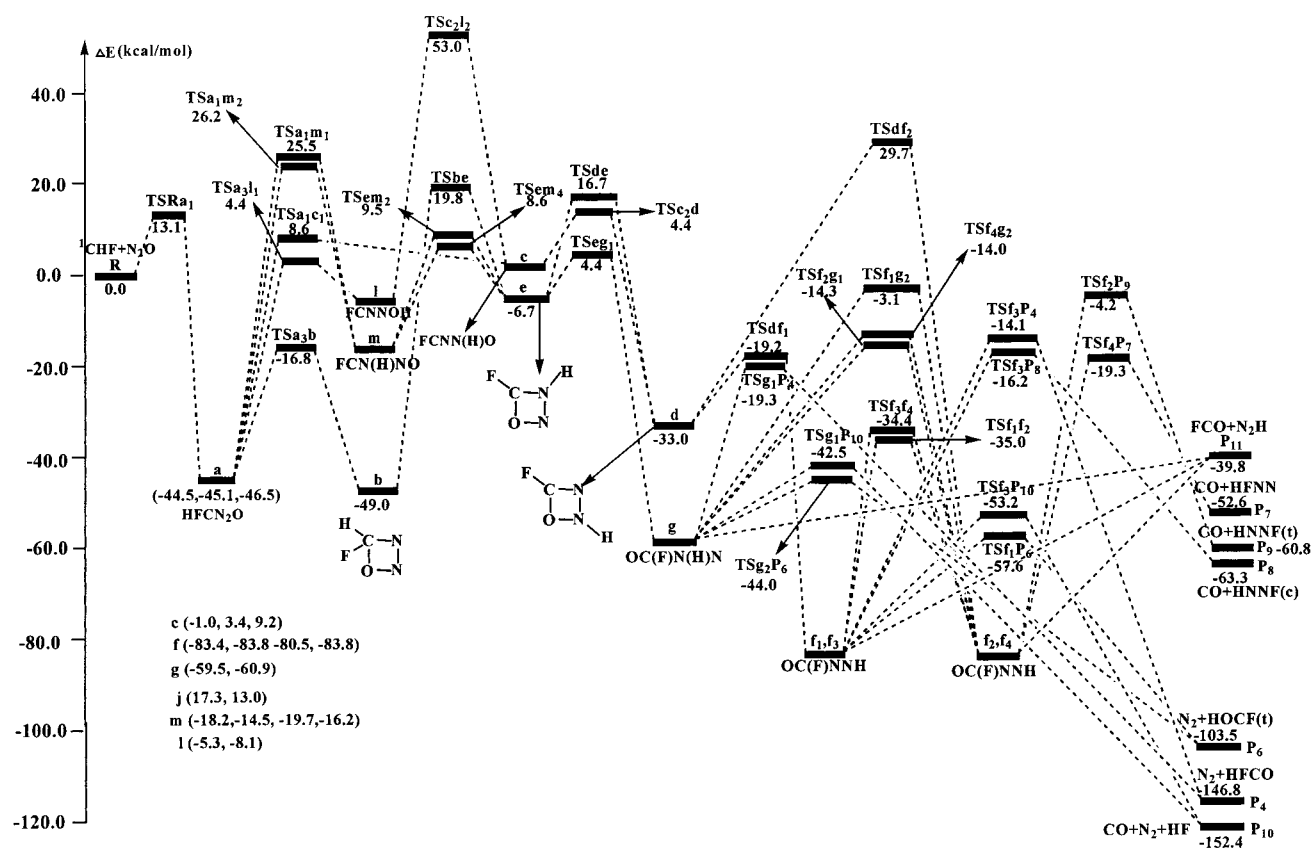 ΔE (kcal/mol)
40.0
20.0
0.0
-20.0
-40.0
-60.0
-80.0
-100.0
-120.0
1
CHF+N₂O
R
0.0
TSRa₁
13.1
TSa₁m₂
26.2
TSa₁m₁
25.5
TSa₃l₁
4.4
TSa₁c₁
8.6
TSa₃b
-16.8
a
(-44.5,-45.1,-46.5)
HFCN₂O
l
FCNNOH
m
FCN(H)NO
b
-49.0
H
F
C
N
O
N
TSc₂l₂
53.0
TSbe
19.8
TSem₂
9.5
TSem₄
8.6
c
FCNN(H)O
e
-6.7
F
C
N
H
O
N
TSde
16.7
TSc₂d
4.4
TSeg₁
4.4
d
-33.0
F
C
N
O
N
H
g
OC(F)N(H)N
TSdf₁
-19.2
TSg₁P₄
-19.3
TSg₁P₁₀
-42.5
TSg₂P₆
-44.0
TSdf₂
29.7
TSf₄g₂
-14.0
TSf₂g₁
-14.3
TSf₁g₂
-3.1
TSf₃f₄
-34.4
TSf₁f₂
-35.0
f₁,f₃
OC(F)NNH
f₂,f₄
OC(F)NNH
TSf₃P₄
-14.1
TSf₃P₈
-16.2
TSf₃P₁₀
-53.2
TSf₁P₆
-57.6
TSf₂P₉
-4.2
TSf₄P₇
-19.3
FCO+N₂H
P₁₁
-39.8
CO+HFNN
-52.6 P₇
CO+HNNF(t)
P₉ -60.8
-63.3 P₈
CO+HNNF(c)
N₂+HOCF(t)
-103.5
P₆
N₂+HFCO
-146.8
P₄
CO+N₂+HF
P₁₀
-152.4
c (-1.0, 3.4, 9.2)
f (-83.4, -83.8 -80.5, -83.8)
g (-59.5, -60.9)
j (17.3, 13.0)
m (-18.2,-14.5, -19.7,-16.2)
l (-5.3, -8.1)